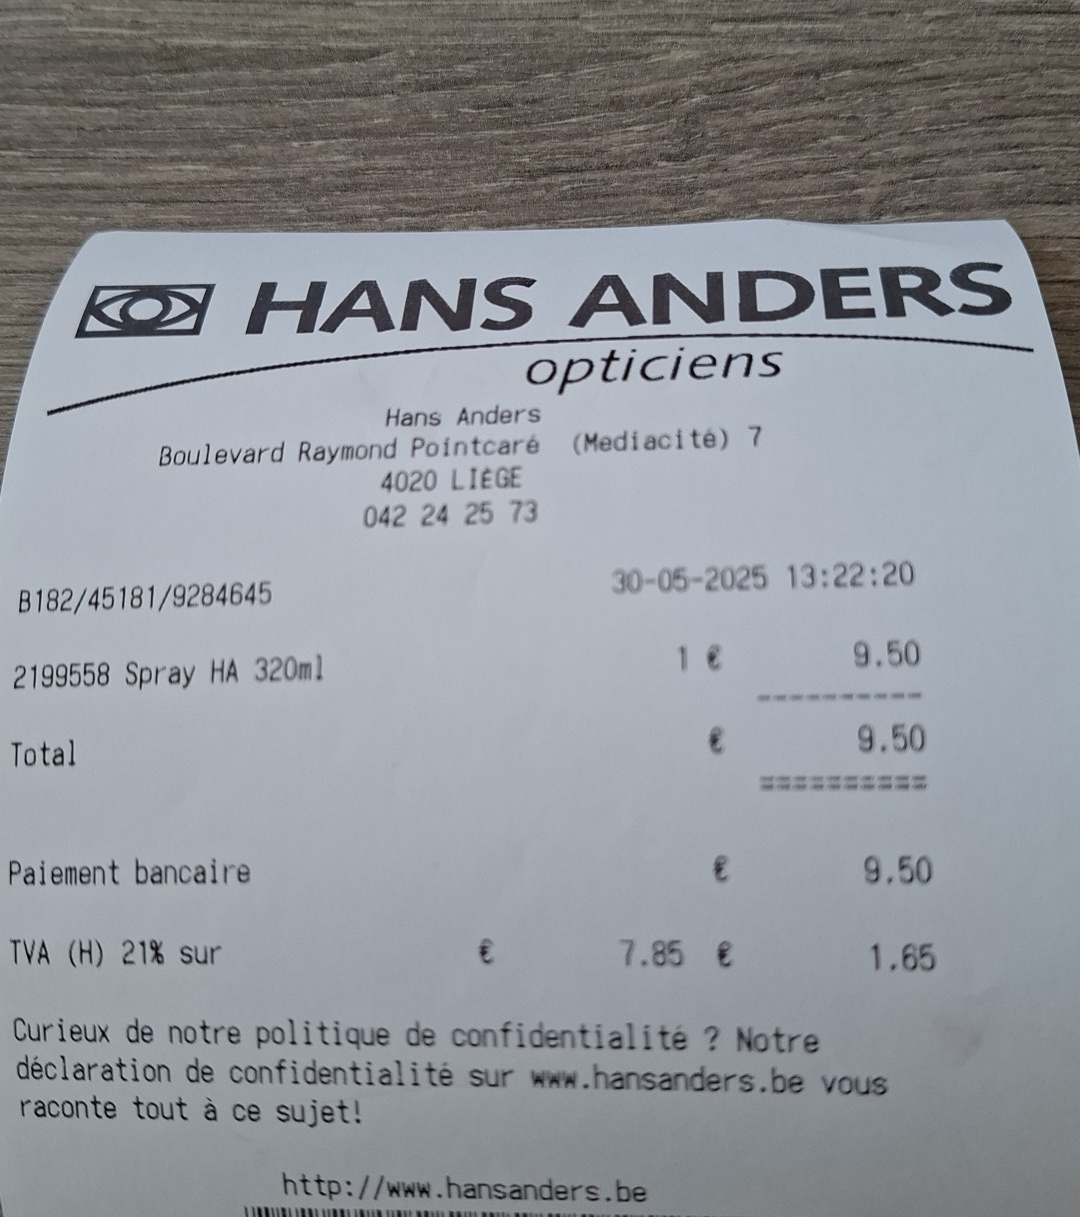 HANS ANDERS
opticiens
Hans Anders
Boulevard Raymond Pointcaré (Mediacité) 7
4020 LIÈGE
042 24 25 73
B182/45181/9284645 30-05-2025 13:22:20
2199558 Spray HA 320ml 1 € 9.50
----------
Total € 9.50
==========
Paiement bancaire € 9.50
TVA (H) 21% sur € 7.85 € 1.65
Curieux de notre politique de confidentialité ? Notre
déclaration de confidentialité sur www.hansanders.be vous
raconte tout à ce sujet!
http://www.hansanders.be